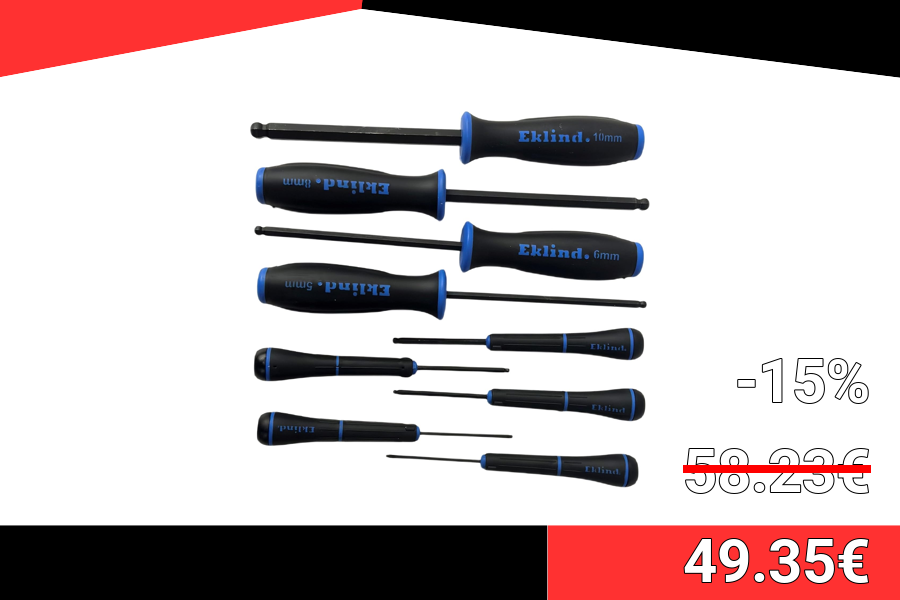 Eklind. 10mm
Eklind. 8mm
Eklind. 6mm
Eklind. 5mm
Eklind.
Eklind.
Eklind.
Eklind.
-15%
58.23€
49.35€